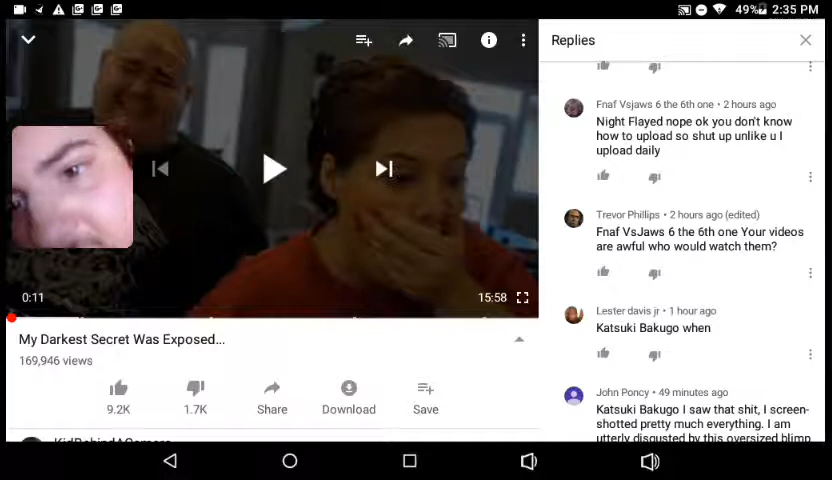 49% 2:35 PM
Replies
Fnaf Vsjaws 6 the 6th one • 2 hours ago
Night Flayed nope ok you don't know
how to upload so shut up unlike u I
upload daily
Trevor Phillips • 2 hours ago (edited)
Fnaf VsJaws 6 the 6th one Your videos
are awful who would watch them?
Lester davis jr • 1 hour ago
Katsuki Bakugo when
John Poncy • 49 minutes ago
Katsuki Bakugo I saw that shit, I screen-
shotted pretty much everything. I am
utterly disgusted by this oversized blimp
0:11
15:58
My Darkest Secret Was Exposed...
169,946 views
9.2K
1.7K
Share
Download
Save
KidBehindACamera